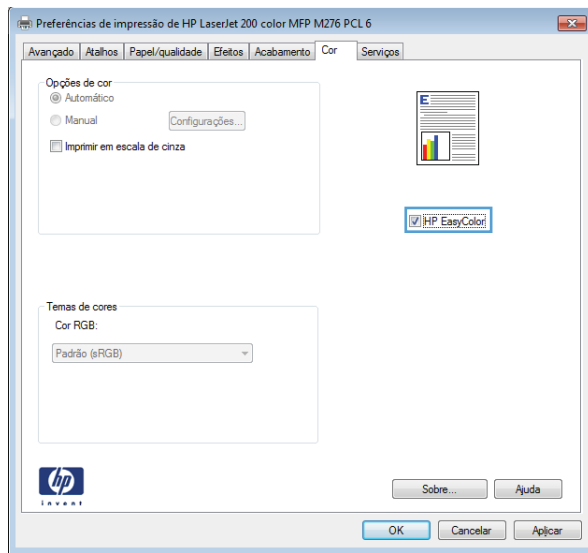 Preferências de impressão de HP LaserJet 200 color MFP M276 PCL 6
Avançado Atalhos Papel/qualidade Efeitos Acabamento Cor Serviços
Opções de cor
Automático
Manual Configurações...
Imprimir em escala de cinza
E
HP EasyColor
Temas de cores
Cor RGB:
Padrão (sRGB)
hp
invent
Sobre... Ajuda
OK Cancelar Aplicar